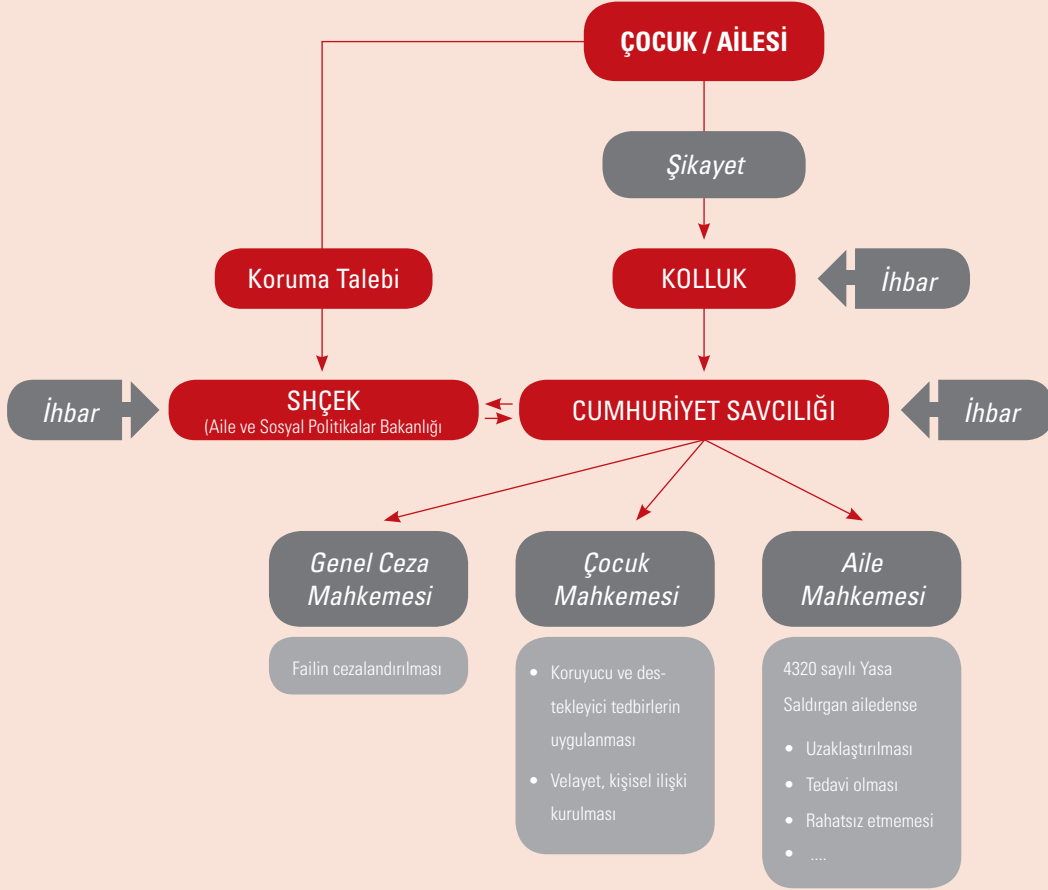 ÇOCUK / AİLESİ
Şikayet
Koruma Talebi
KOLLUK
İhbar
İhbar
SHÇEK
(Aile ve Sosyal Politikalar Bakanlığı
CUMHURİYET SAVCILIĞI
İhbar
Genel Ceza
Mahkemesi
Failin cezalandırılması
Çocuk
Mahkemesi
• Koruyucu ve des-
tekleyici tedbirlerin
uygulanması
• Velayet, kişisel ilişki
kurulması
Aile
Mahkemesi
4320 sayılı Yasa
Saldırgan ailedense
• Uzaklaştırılması
• Tedavi olması
• Rahatsız etmemesi
• ....